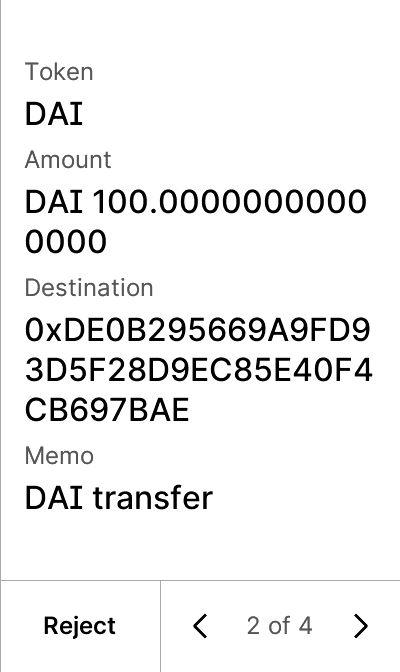 Token
DAI
Amount
DAI 100.0000000000
0000
Destination
0xDE0B295669A9FD9
3D5F28D9EC85E40F4
CB697BAE
Memo
DAI transfer
Reject
2 of 4